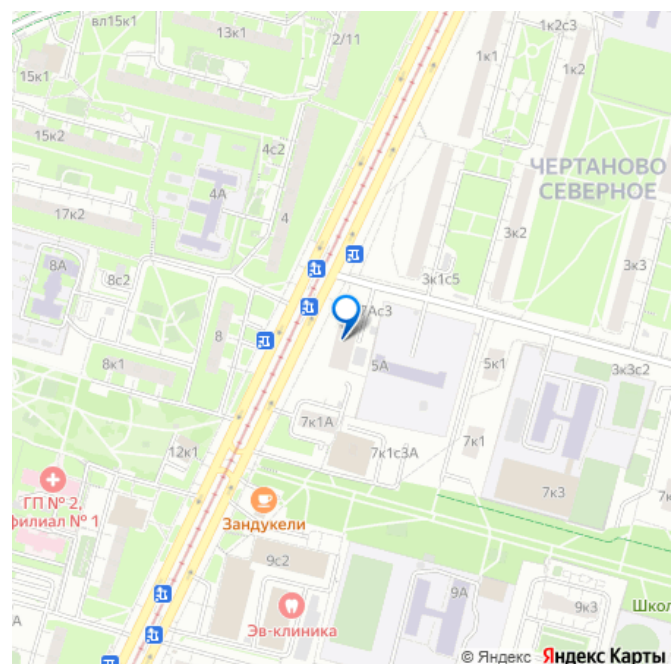 вл15к1
13к1
2/11
1к2с3
1к1
1к2
15к1
15к2
4с2
4А
4
17к2
ЧЕРТАНОВО
СЕВЕРНОЕ
3к2
3к3
8А
8с2
3к1с5
7Ас3
8
8к1
5А
5к1
3к3с2
7к1А
12к1
7к1с3А
7к1
7к3
ГП № 2,
филиал № 1
Зандукели
9с2
9А
9к3
Школ
А
Эв-клиника
© Яндекс Яндекс Карты